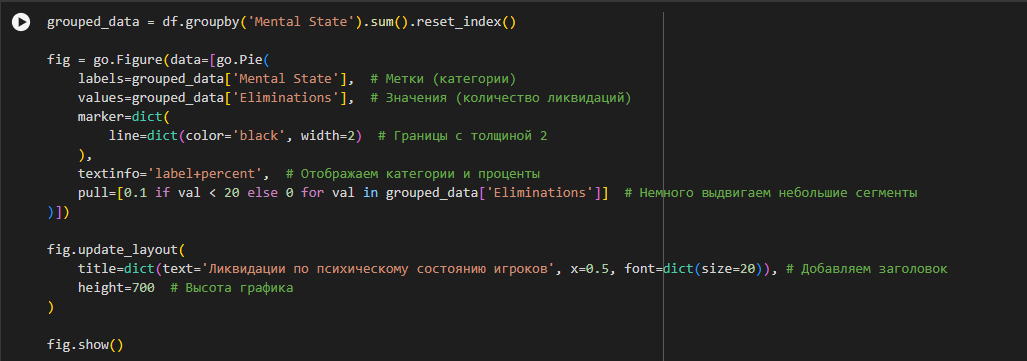 grouped_data = df.groupby('Mental State').sum().reset_index()
fig = go.Figure(data=[go.Pie(
labels=grouped_data['Mental State'],  # Метки (категории)
values=grouped_data['Eliminations'],  # Значения (количество ликвидаций)
marker=dict(
line=dict(color='black', width=2)  # Границы с толщиной 2
),
textinfo='label+percent',  # Отображаем категории и проценты
pull=[0.1 if val < 20 else 0 for val in grouped_data['Eliminations']]  # Немного выдвигаем небольшие сегменты
)])
fig.update_layout(
title=dict(text='Ликвидации по психическому состоянию игроков', x=0.5, font=dict(size=20)), # Добавляем заголовок
height=700  # Высота графика
)
fig.show()